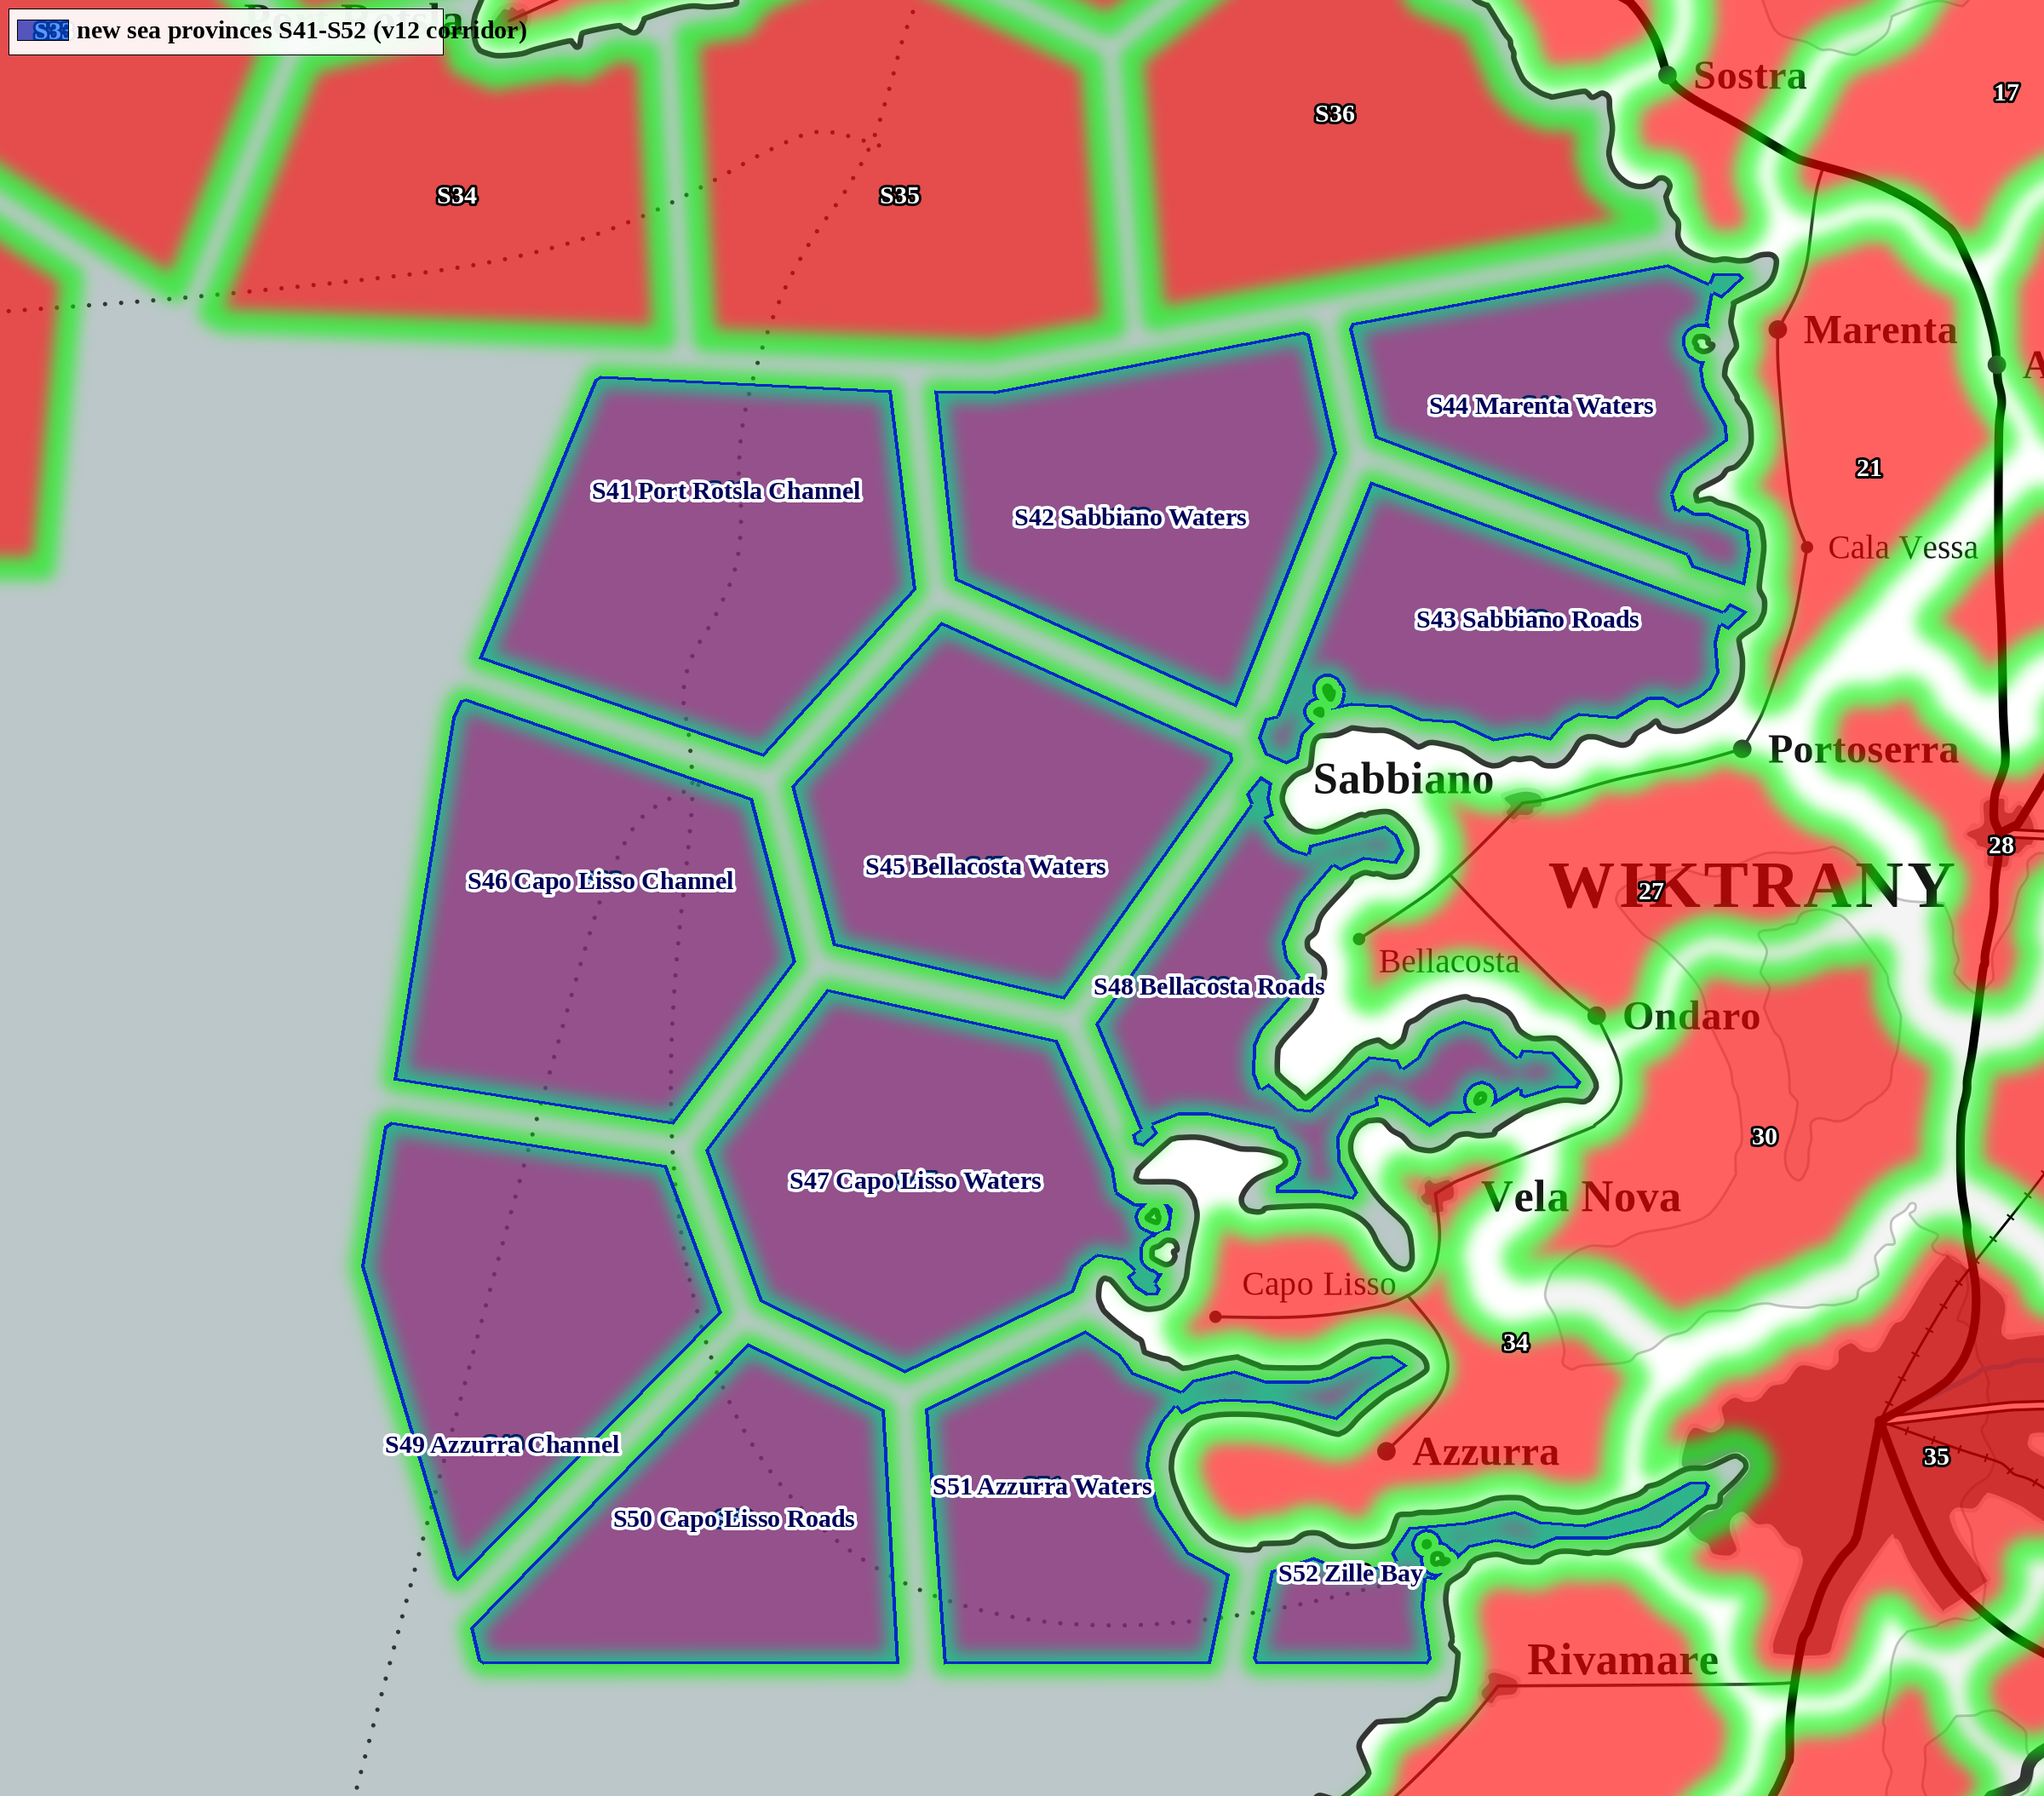 new sea provinces S41-S52 (v12 corridor)
Sostra
17
S36
S34
S35
Marenta
S44 Marenta Waters
21
S41 Port Rotsla Channel
S42 Sabbiano Waters
Cala Vessa
S43 Sabbiano Roads
Portoserra
Sabbiano
28
S45 Bellacosta Waters
S46 Capo Lisso Channel
WIKTRANY
27
Bellacosta
S48 Bellacosta Roads
Ondaro
30
S47 Capo Lisso Waters
Vela Nova
Capo Lisso
34
S49 Azzurra Channel
Azzurra
35
S51 Azzurra Waters
S50 Capo Lisso Roads
S52 Zille Bay
Rivamare